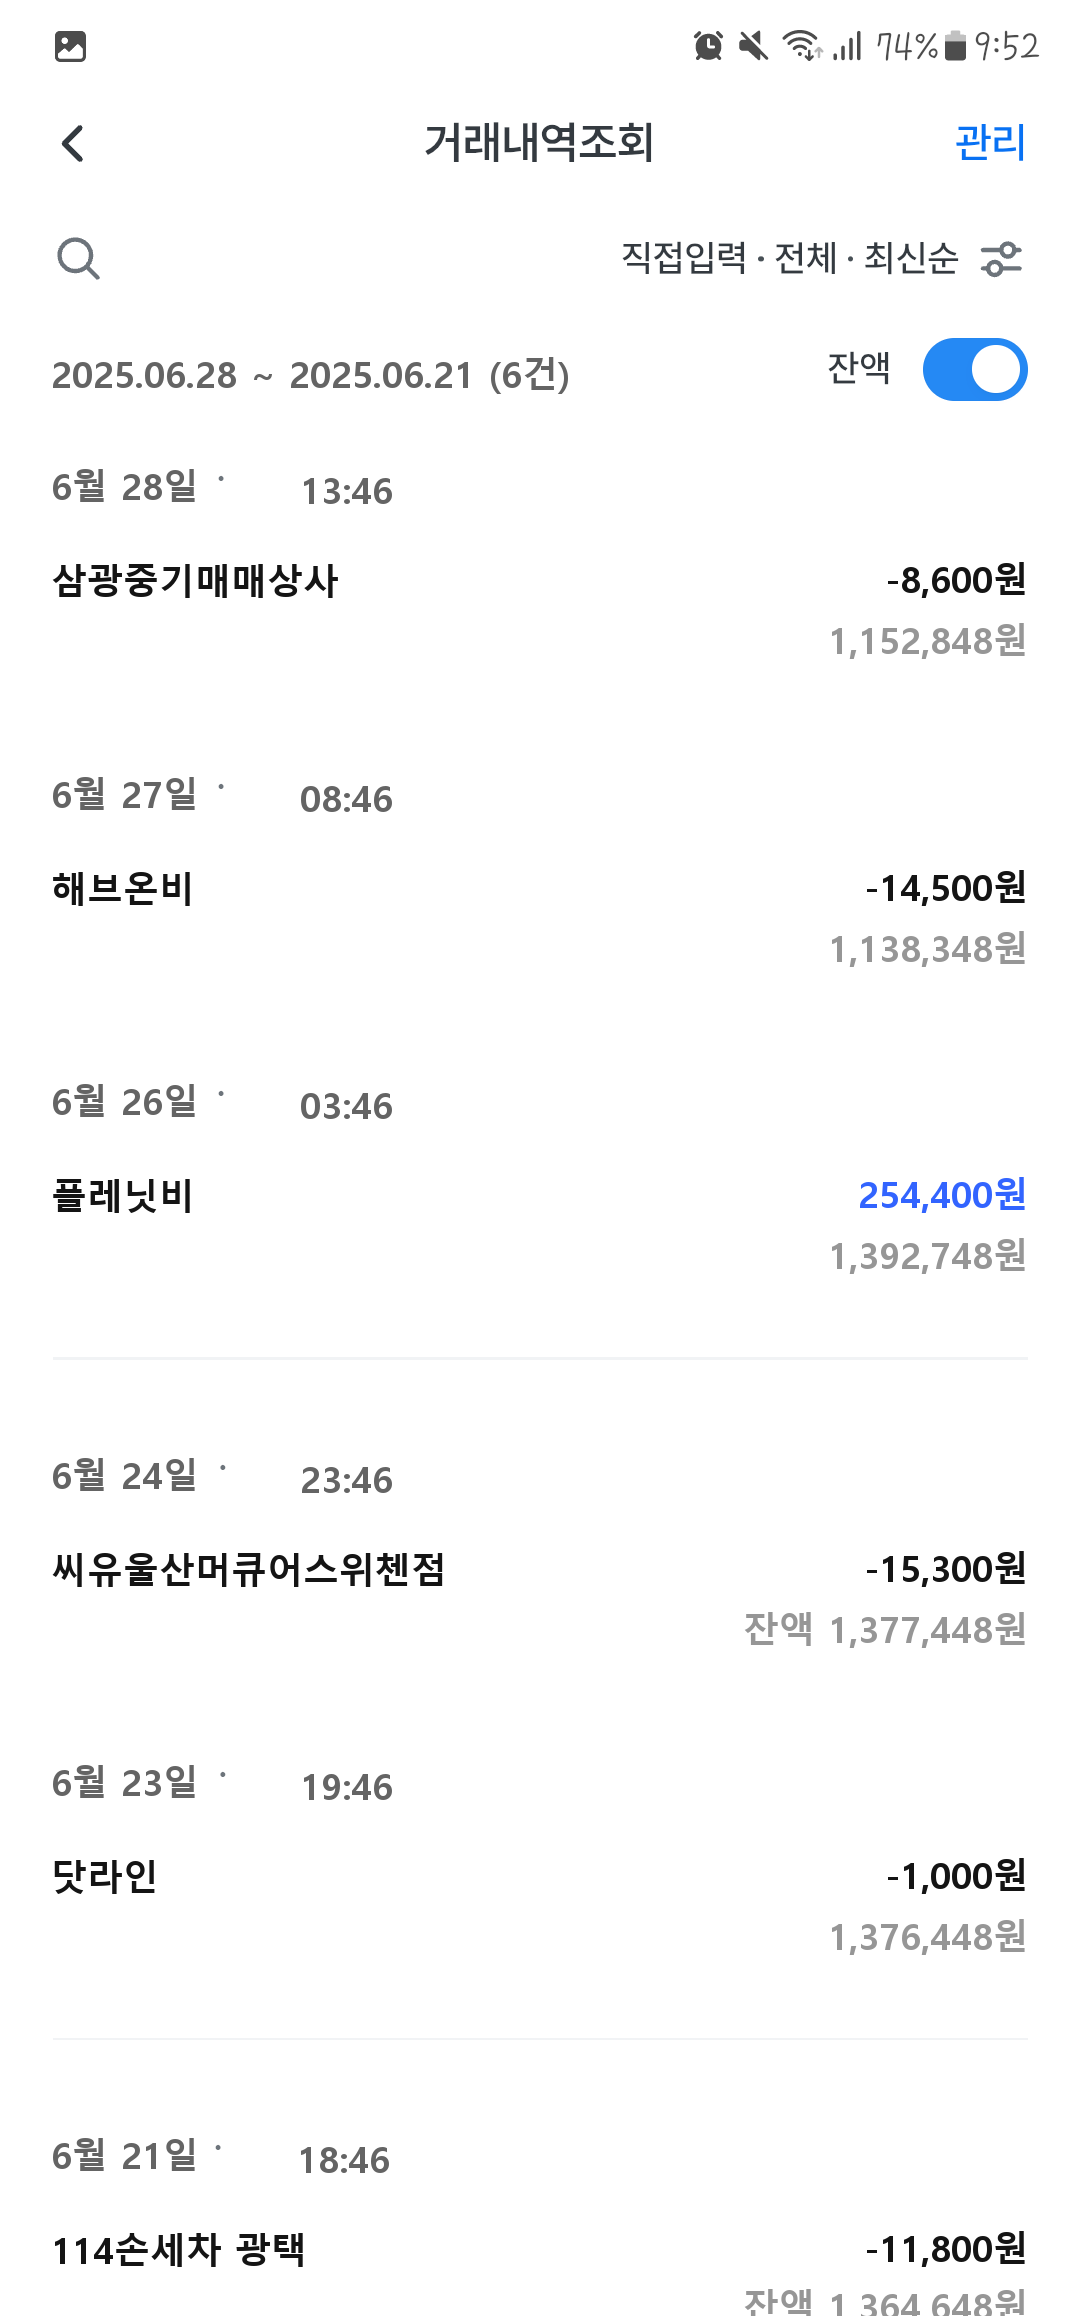 74% 9:52
거래내역조회 관리
직접입력 · 전체 · 최신순
2025.06.28 ~ 2025.06.21 (6건) 잔액
6월 28일 · 13:46
삼광중기매매상사 -8,600원
1,152,848원
6월 27일 · 08:46
해브온비 -14,500원
1,138,348원
6월 26일 · 03:46
플레닛비 254,400원
1,392,748원
6월 24일 · 23:46
씨유울산머큐어스위첸점 -15,300원
잔액 1,377,448원
6월 23일 · 19:46
닷라인 -1,000원
1,376,448원
6월 21일 · 18:46
114손세차 광택 -11,800원
잔액 1,364,648원